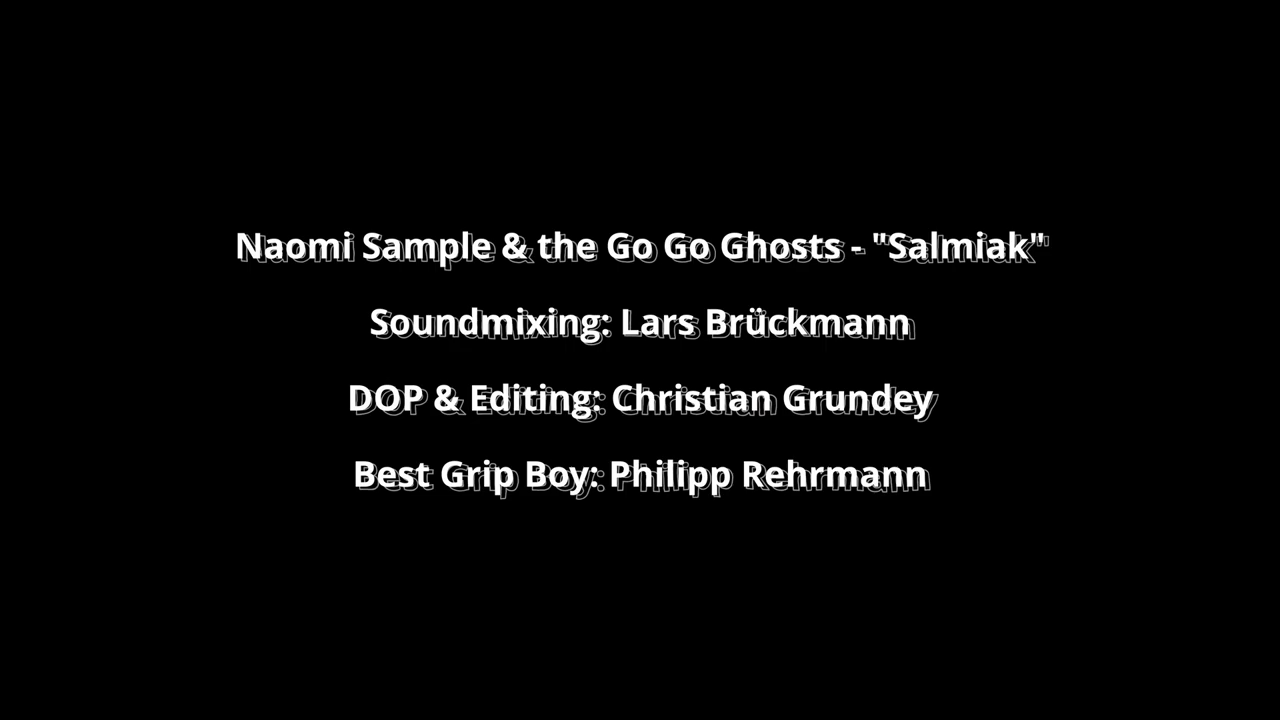 Naomi Sample & the Go Go Ghosts - "Salmiak"
Soundmixing: Lars Brückmann
DOP & Editing: Christian Grundey
Best Grip Boy: Philipp Rehrmann